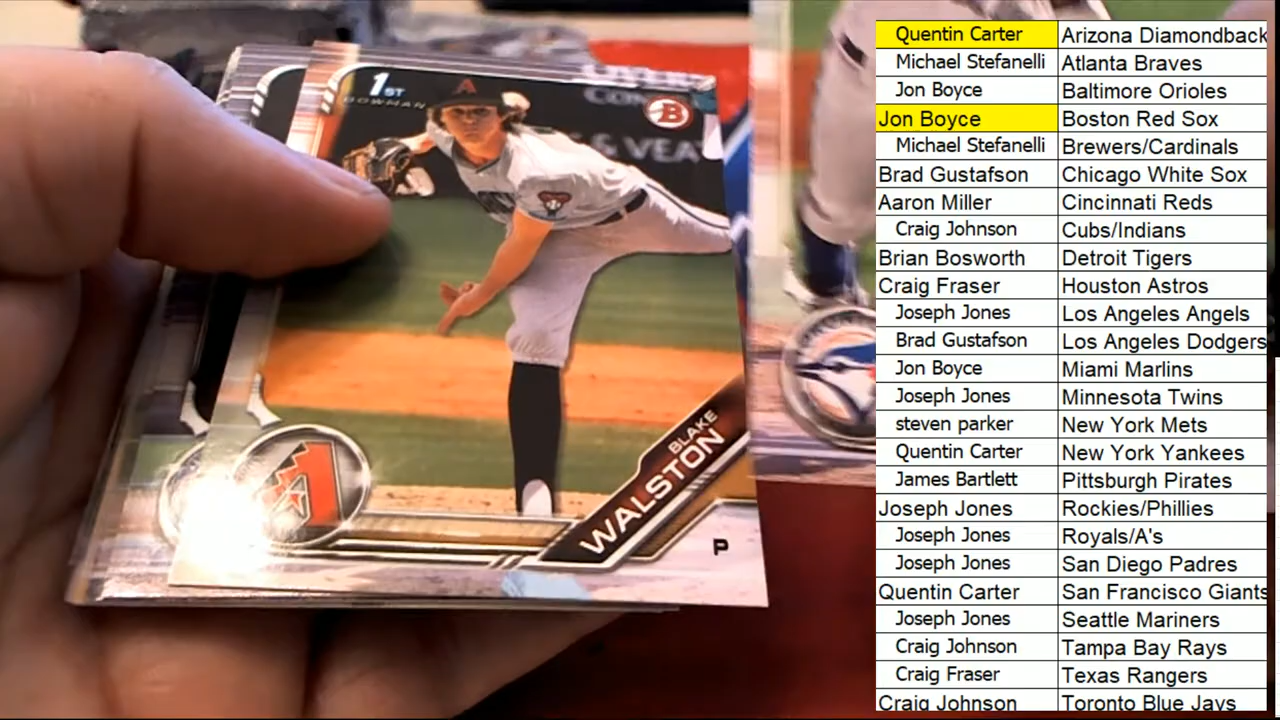 1ST
BOWMAN
B
A
BLAKE
WALSTON
P
Quentin Carter Arizona Diamondback
Michael Stefanelli Atlanta Braves
Jon Boyce Baltimore Orioles
Jon Boyce Boston Red Sox
Michael Stefanelli Brewers/Cardinals
Brad Gustafson Chicago White Sox
Aaron Miller Cincinnati Reds
Craig Johnson Cubs/Indians
Brian Bosworth Detroit Tigers
Craig Fraser Houston Astros
Joseph Jones Los Angeles Angels
Brad Gustafson Los Angeles Dodgers
Jon Boyce Miami Marlins
Joseph Jones Minnesota Twins
steven parker New York Mets
Quentin Carter New York Yankees
James Bartlett Pittsburgh Pirates
Joseph Jones Rockies/Phillies
Joseph Jones Royals/A's
Joseph Jones San Diego Padres
Quentin Carter San Francisco Giants
Joseph Jones Seattle Mariners
Craig Johnson Tampa Bay Rays
Craig Fraser Texas Rangers
Craig Johnson Toronto Blue Jays